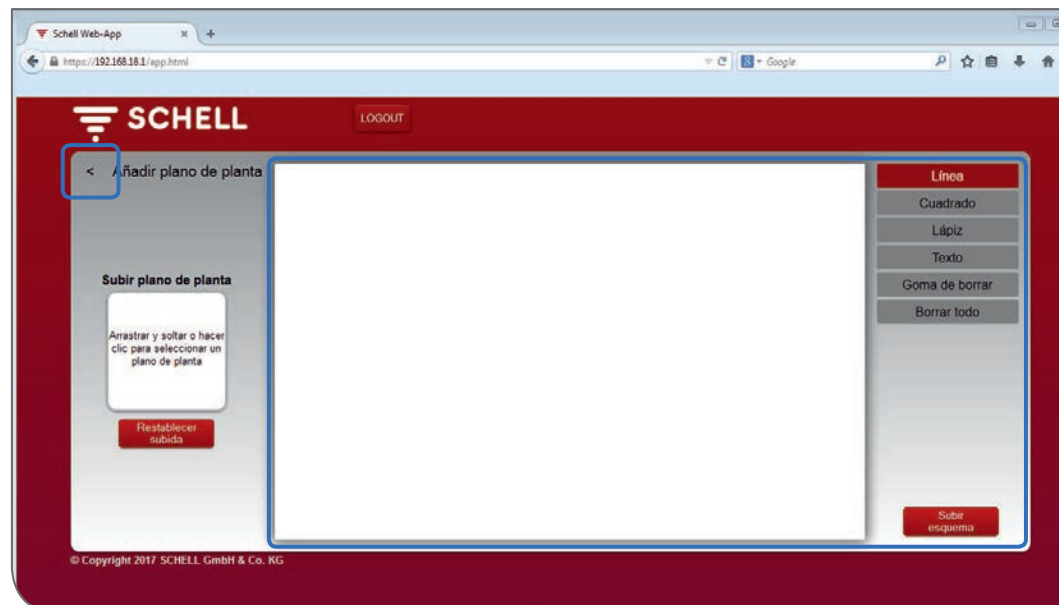 Schell Web-App
https://192.168.18.1/app.html
Google
SCHELL
LOGOUT
< Añadir plano de planta
Subir plano de planta
Arrastrar y soltar o hacer
clic para seleccionar un
plano de planta
Restablecer
subida
Línea
Cuadrado
Lápiz
Texto
Goma de borrar
Borrar todo
Subir
esquema
© Copyright 2017 SCHELL GmbH & Co. KG